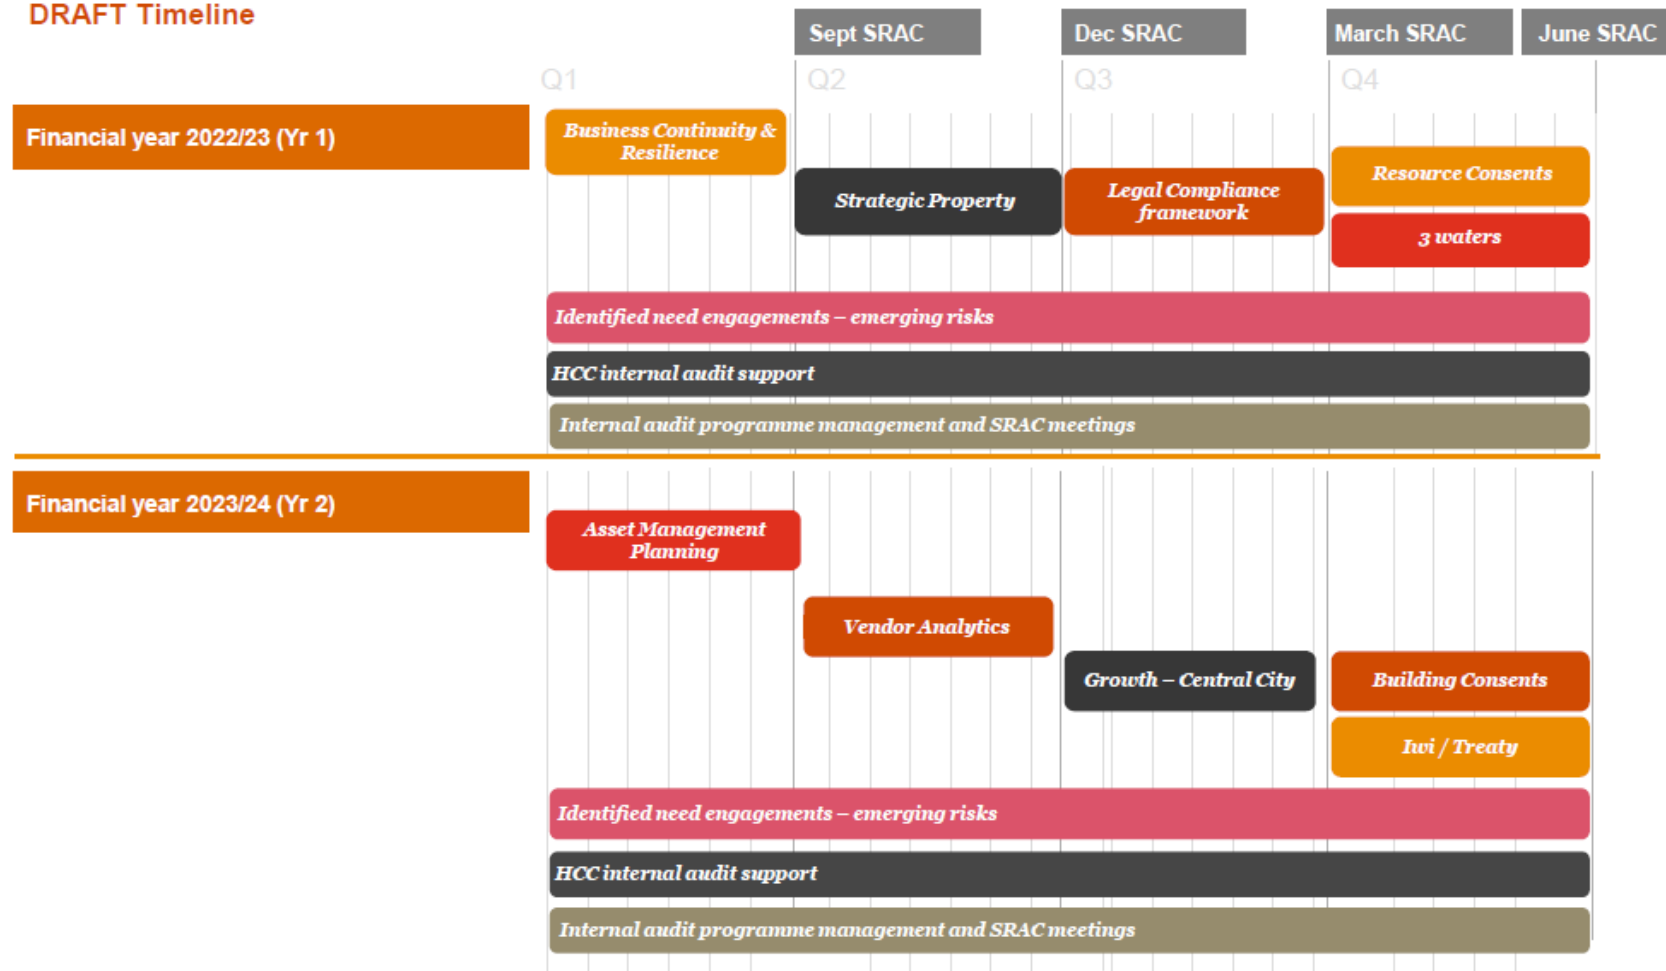 DRAFT Timeline
Sept SRAC
Dec SRAC
March SRAC
June SRAC
Q1
Q2
Q3
Q4
Financial year 2022/23 (Yr 1)
Business Continuity &
Resilience
Strategic Property
Legal Compliance
framework
Resource Consents
3 waters
Identified need engagements – emerging risks
HCC internal audit support
Internal audit programme management and SRAC meetings
Financial year 2023/24 (Yr 2)
Asset Management
Planning
Vendor Analytics
Growth – Central City
Building Consents
Iwi / Treaty
Identified need engagements – emerging risks
HCC internal audit support
Internal audit programme management and SRAC meetings